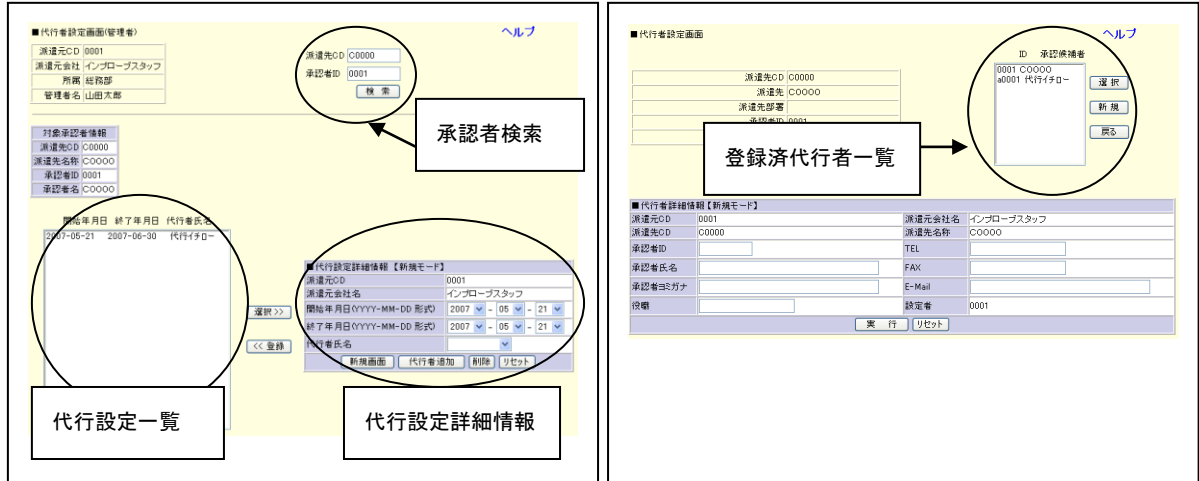 ■代行者設定画面(管理者)
ヘルプ
派遣元CD 0001
派遣元会社 インプローブスタッフ
所属 総務部
管理者名 山田太郎
派遣先CD C0000
承認者ID 0001
検 索
承認者検索
対象承認者情報
派遣先CD C0000
派遣先名称 COOOO
承認者ID 0001
承認者名 COOOO
開始年月日 終了年月日 代行者氏名
2007-05-21 2007-06-30 代行イチロー
選択>>
<< 登録
■代行設定詳細情報 【新規モード】
派遣元CD 0001
派遣元会社名 インプローブスタッフ
開始年月日(YYYY-MM-DD 形式) 2007 - 05 - 21
終了年月日(YYYY-MM-DD 形式) 2007 - 05 - 21
代行者氏名
新規画面 代行者追加 削除 リセット
代行設定一覧
代行設定詳細情報
■代行者設定画面
ヘルプ
ID 承認候補者
0001 COOOO
a0001 代行イチロー
選 択
新 規
戻る
派遣先CD C0000
派遣先 COOOO
派遣先部署
承認者ID 0001
登録済代行者一覧
■代行者詳細情報【新規モード】
派遣元CD 0001 派遣元会社名 インプローブスタッフ
派遣先CD C0000 派遣先名称 COOOO
承認者ID TEL
承認者氏名 FAX
承認者ヨミガナ E-Mail
役職 設定者 0001
実 行 リセット